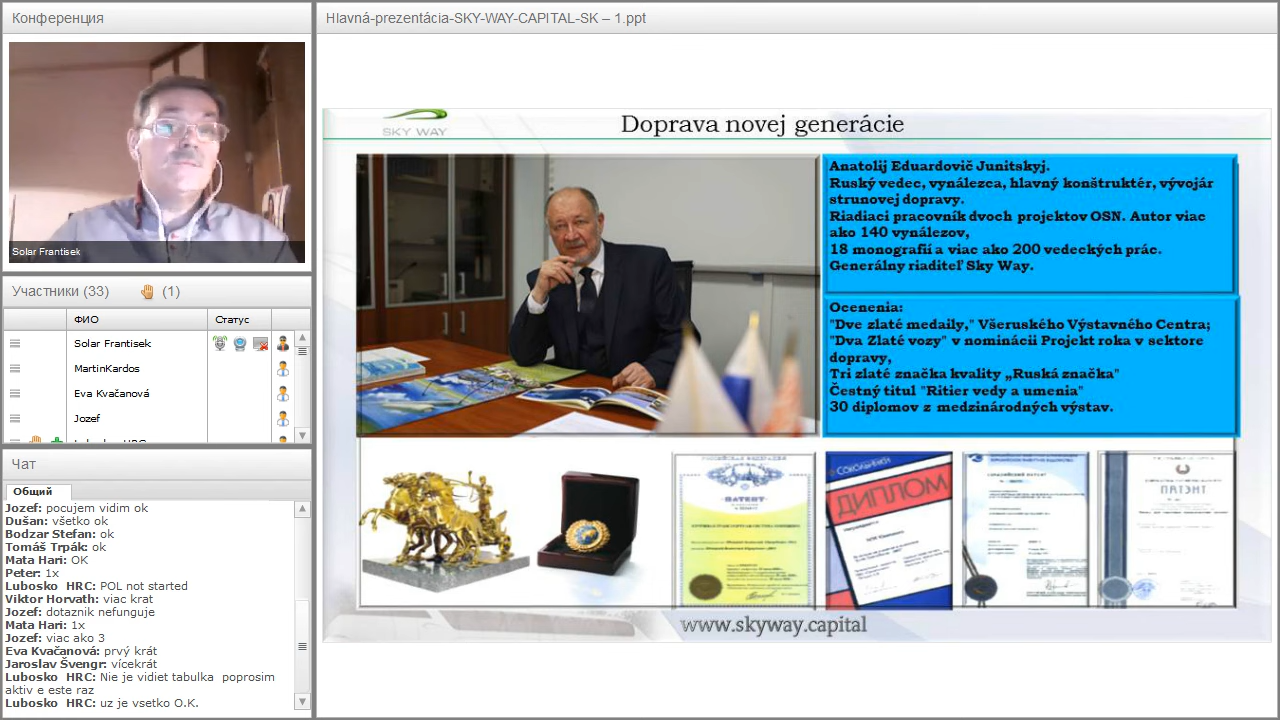 Конференция
Solar Frantisek
Участники (33)
(1)
ФИО
Статус
Solar Frantisek
MartinKardos
Eva Kvačanová
Jozef
Чат
Общий
Jozef: pocujem vidim ok
Dušan: všetko ok
Bodzar Stefan: ok
Tomáš Trpák: ok
Mata Hari: OK
Peter: 1x
Lubosko HRC: POL not started
Viktor Horvath: viac krat
Jozef: dotaznik nefunguje
Mata Hari: 1x
Jozef: viac ako 3
Eva Kvačanová: prvý krát
Jaroslav Švengr: vícekrát
Lubosko HRC: Nie je vidiet tabulka poprosim
aktiv e este raz
Lubosko HRC: uz je vsetko O.K.
Hlavná-prezentácia-SKY-WAY-CAPITAL-SK – 1.ppt
SKY WAY
Doprava novej generácie
Anatolij Eduardovič Junitskyj.
Ruský vedec, vynálezca, hlavný konštruktér, vývojár
strunovej dopravy.
Riadiaci pracovník dvoch projektov OSN. Autor viac
ako 140 vynálezov,
18 monografií a viac ako 200 vedeckých prác.
Generálny riaditeľ Sky Way.
Ocenenia:
"Dve zlaté medaily," Všeruského Výstavného Centra;
"Dva Zlaté vozy" v nominácii Projekt roka v sektore
dopravy,
Tri zlaté značka kvality „Ruská značka"
Čestný titul "Ritier vedy a umenia"
30 diplomov z medzinárodných výstav.
ПАТЕНТ
ДИПЛОМ
ПАТЭНТ
www.skyway.capital